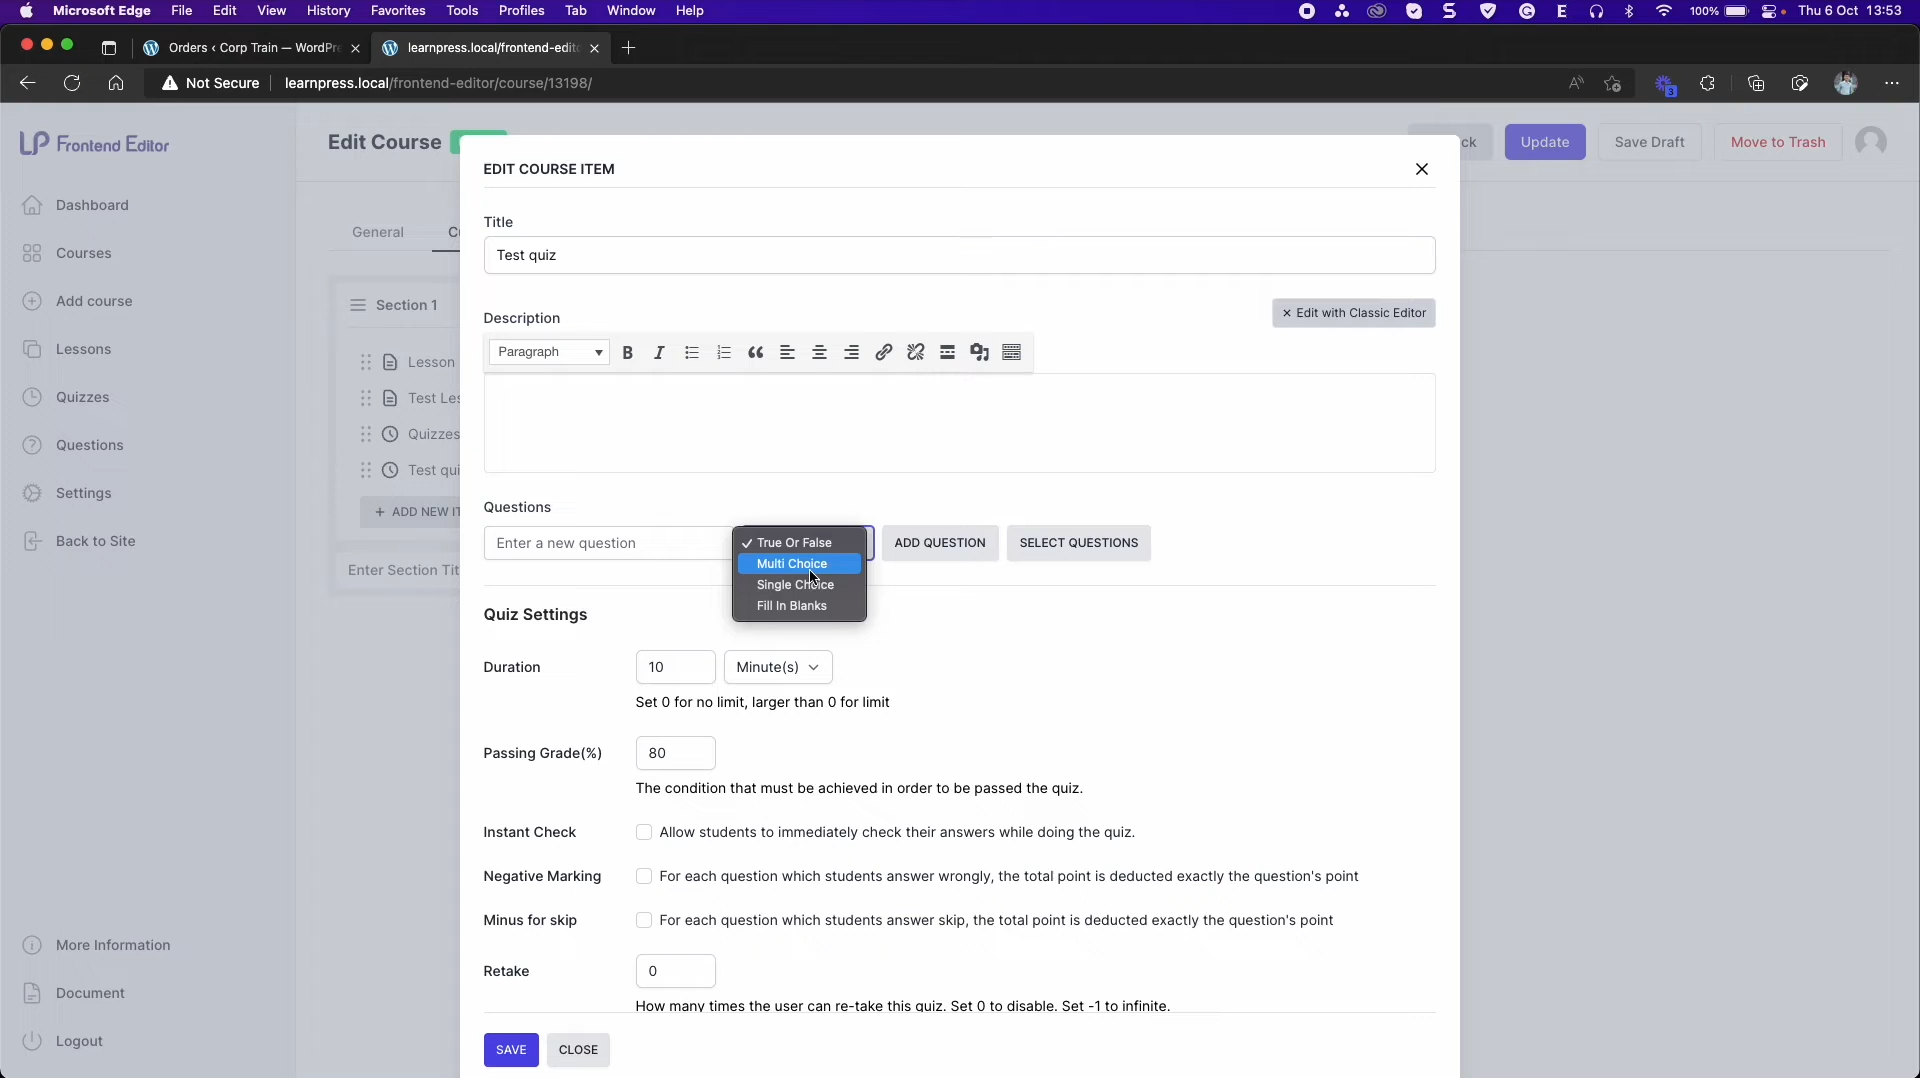 Microsoft Edge File Edit View History Favorites Tools Profiles Tab Window Help 100% Thu 6 Oct 13:53
Orders ‹ Corp Train — WordPr learnpress.local/frontend-edit
Not Secure learnpress.local/frontend-editor/course/13198/
LP Frontend Editor
Edit Course
ck
Update
Save Draft
Move to Trash
EDIT COURSE ITEM
Dashboard
Courses
Add course
Lessons
Quizzes
Questions
Settings
Back to Site
More Information
Document
Logout
General
Section 1
Lesson
Test Les
Quizzes
Test qui
+ ADD NEW IT
Enter Section Tit
Title
Test quiz
Description
× Edit with Classic Editor
Paragraph
Questions
Enter a new question
✓ True Or False
Multi Choice
Single Choice
Fill In Blanks
ADD QUESTION
SELECT QUESTIONS
Quiz Settings
Duration 10 Minute(s)
Set 0 for no limit, larger than 0 for limit
Passing Grade(%) 80
The condition that must be achieved in order to be passed the quiz.
Instant Check Allow students to immediately check their answers while doing the quiz.
Negative Marking For each question which students answer wrongly, the total point is deducted exactly the question's point
Minus for skip For each question which students answer skip, the total point is deducted exactly the question's point
Retake 0
How many times the user can re-take this quiz. Set 0 to disable. Set -1 to infinite.
SAVE
CLOSE